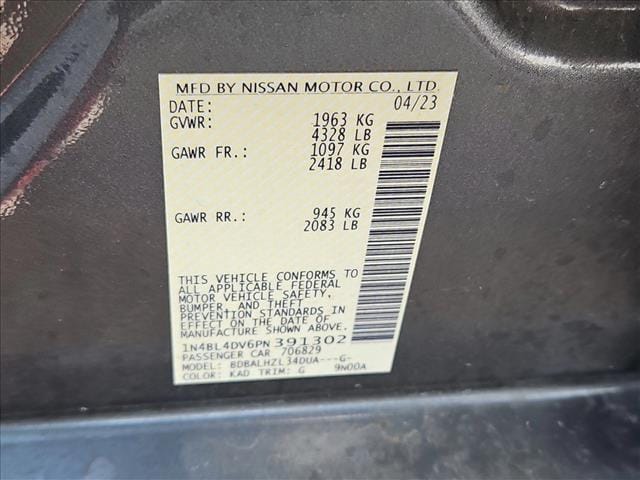 MFD BY NISSAN MOTOR CO., LTD.
DATE: 04/23
GVWR: 1963 KG
4328 LB
GAWR FR.: 1097 KG
2418 LB
GAWR RR.: 945 KG
2083 LB
THIS VEHICLE CONFORMS TO
ALL APPLICABLE FEDERAL
MOTOR VEHICLE SAFETY,
BUMPER, AND THEFT
PREVENTION STANDARDS IN
EFFECT ON THE DATE OF
MANUFACTURE SHOWN ABOVE.
1N4BL4DV6PN391302
PASSENGER CAR 706829
MODEL: BDBALHZL34DUA---G-
COLOR: KAD TRIM: G 9N00A